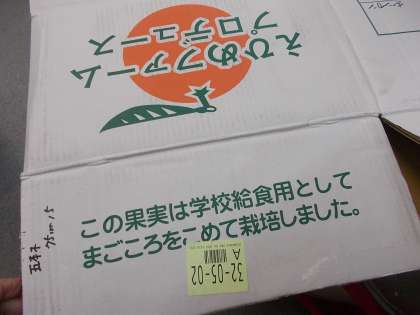 えひめファーム
プロデュース
この果実は学校給食用として
まごころをこめて栽培しました。
32-05-02
A